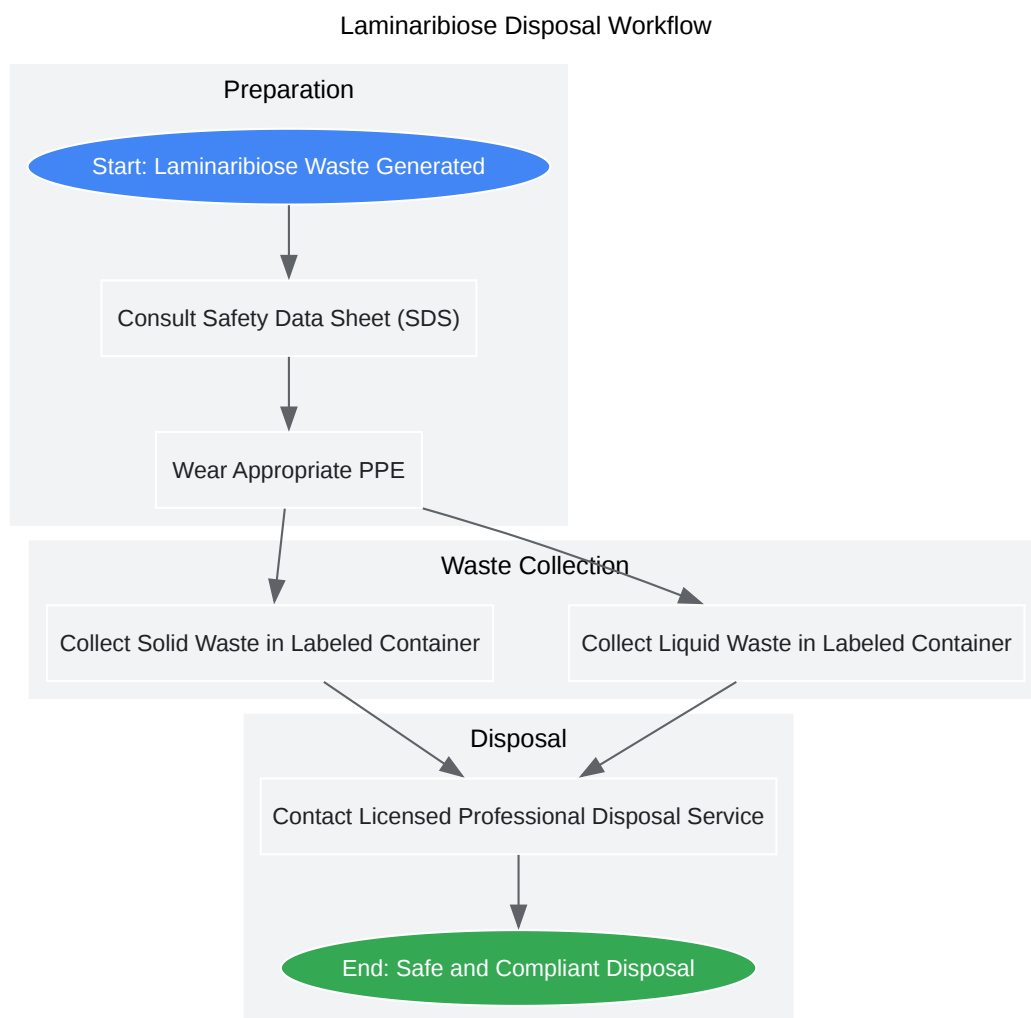 Laminaribiose Disposal Workflow
Preparation
Start: Laminaribiose Waste Generated
Consult Safety Data Sheet (SDS)
Wear Appropriate PPE
Waste Collection
Collect Solid Waste in Labeled Container
Collect Liquid Waste in Labeled Container
Disposal
Contact Licensed Professional Disposal Service
End: Safe and Compliant Disposal